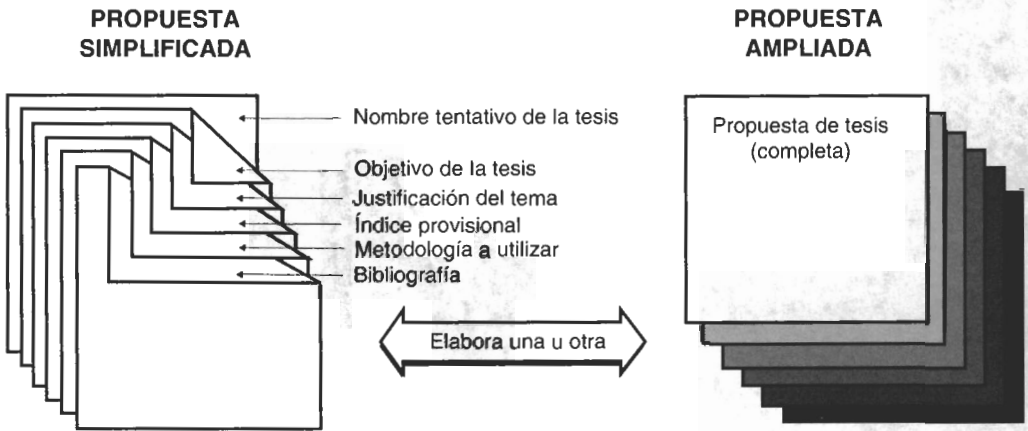 PROPUESTA
SIMPLIFICADA
Nombre tentativo de la tesis
Objetivo de la tesis
Justificación del tema
Índice provisional
Metodología a utilizar
Bibliografía
Elabora una u otra
PROPUESTA
AMPLIADA
Propuesta de tesis
(completa)